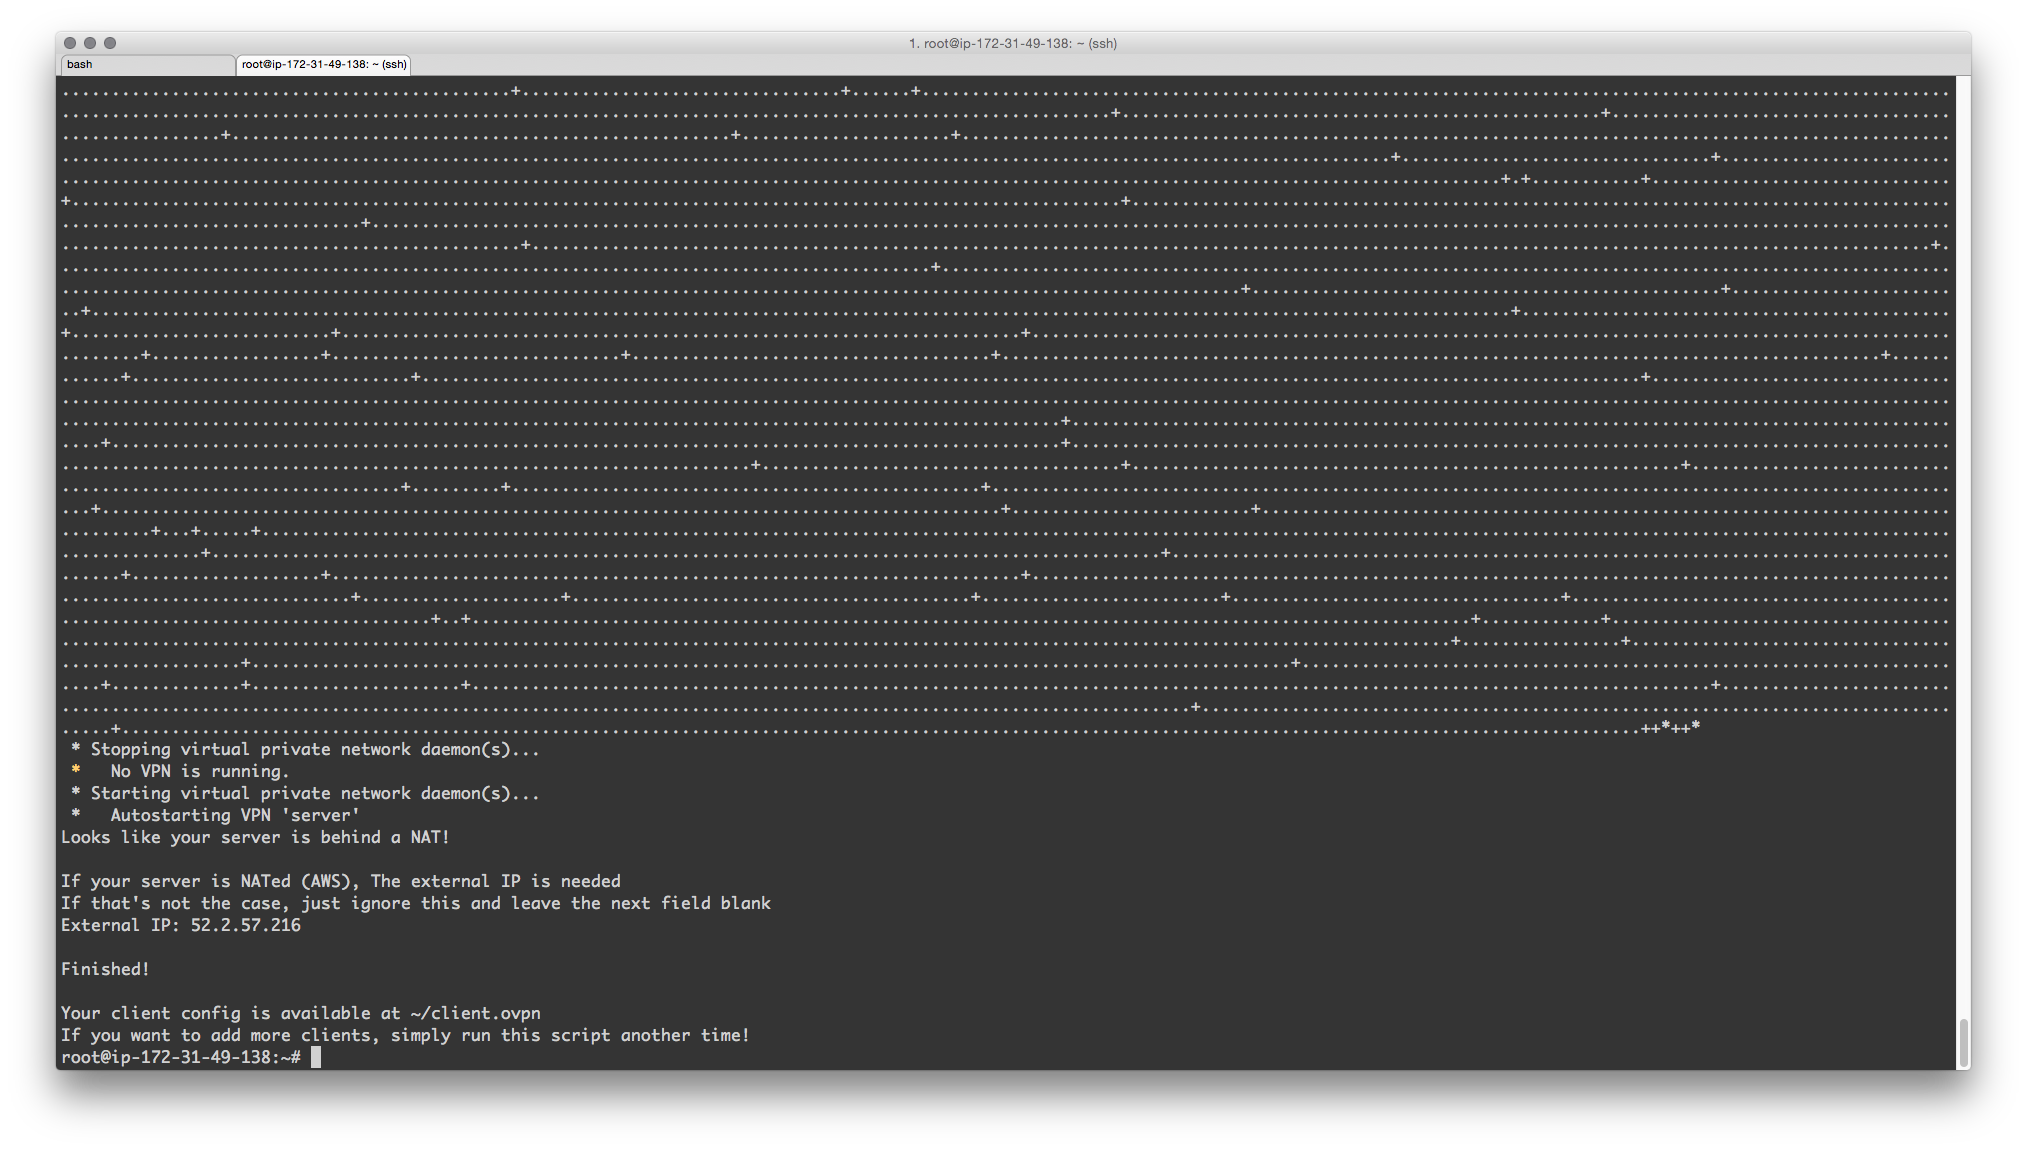 1. root@ip-172-31-49-138: ~ (ssh)
bash
root@ip-172-31-49-138: ~ (ssh)
++*++*
* Stopping virtual private network daemon(s)...
*   No VPN is running.
* Starting virtual private network daemon(s)...
*   Autostarting VPN 'server'
Looks like your server is behind a NAT!
If your server is NATed (AWS), The external IP is needed
If that's not the case, just ignore this and leave the next field blank
External IP: 52.2.57.216
Finished!
Your client config is available at ~/client.ovpn
If you want to add more clients, simply run this script another time!
root@ip-172-31-49-138:~#